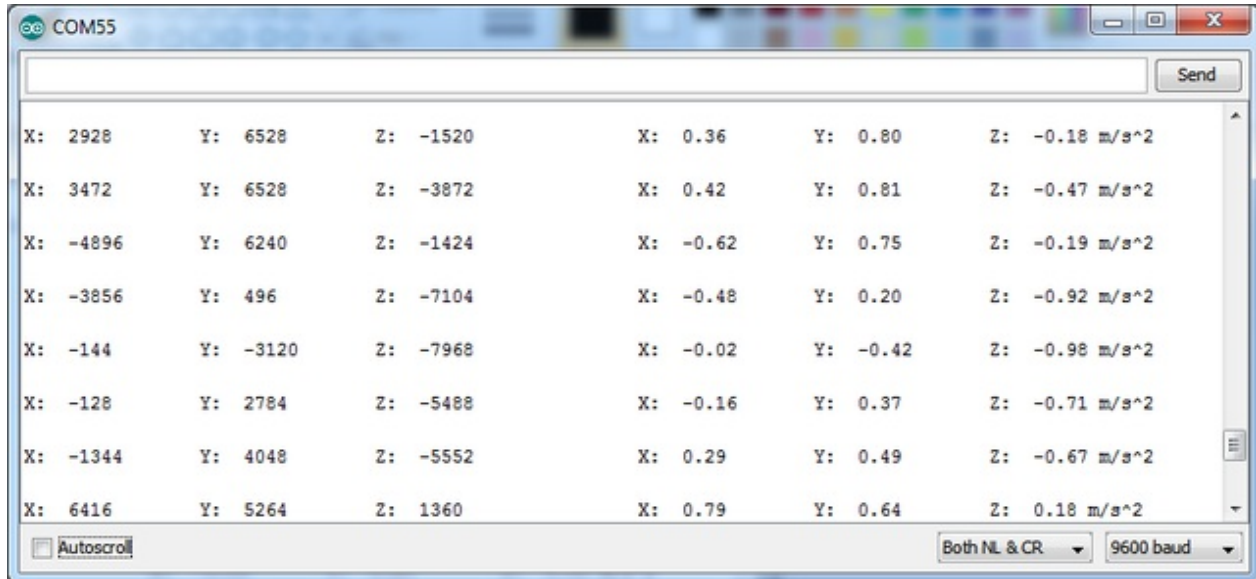 COM55
Send
X: 2928 Y: 6528 Z: -1520 X: 0.36 Y: 0.80 Z: -0.18 m/s^2
X: 3472 Y: 6528 Z: -3872 X: 0.42 Y: 0.81 Z: -0.47 m/s^2
X: -4896 Y: 6240 Z: -1424 X: -0.62 Y: 0.75 Z: -0.19 m/s^2
X: -3856 Y: 496 Z: -7104 X: -0.48 Y: 0.20 Z: -0.92 m/s^2
X: -144 Y: -3120 Z: -7968 X: -0.02 Y: -0.42 Z: -0.98 m/s^2
X: -128 Y: 2784 Z: -5488 X: -0.16 Y: 0.37 Z: -0.71 m/s^2
X: -1344 Y: 4048 Z: -5552 X: 0.29 Y: 0.49 Z: -0.67 m/s^2
X: 6416 Y: 5264 Z: 1360 X: 0.79 Y: 0.64 Z: 0.18 m/s^2
Autoscroll Both NL & CR 9600 baud